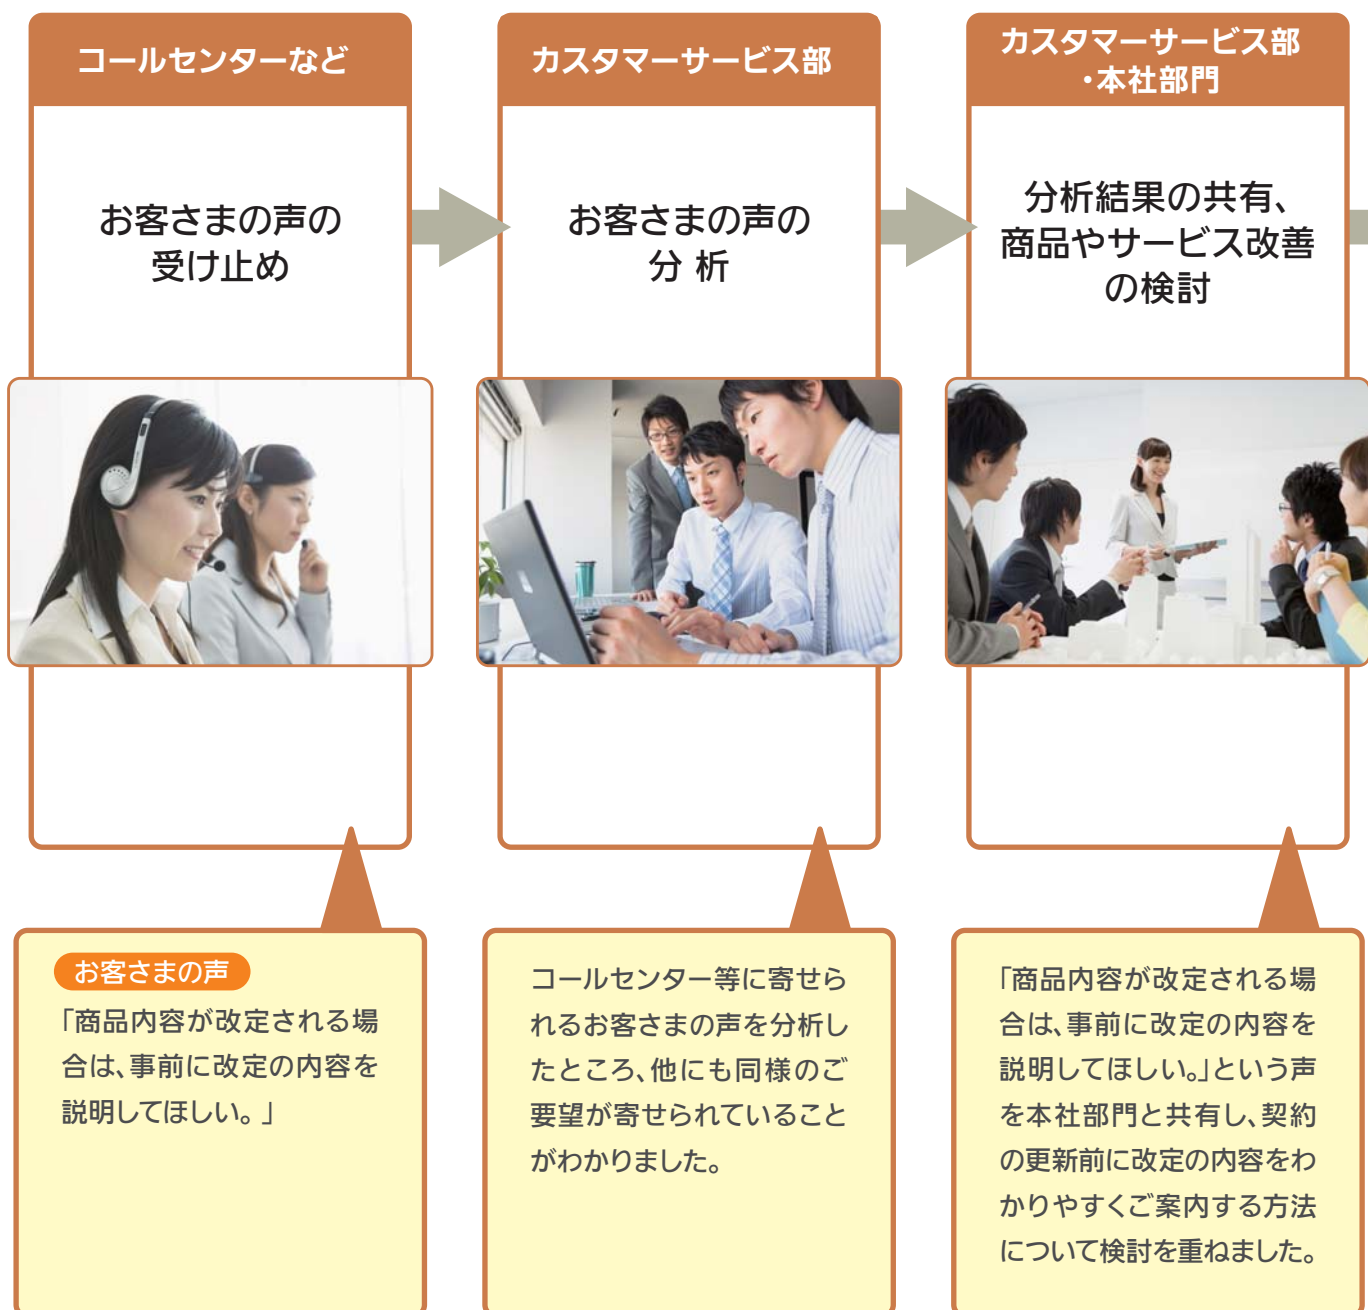 コールセンターなど
お客さまの声の
受け止め
カスタマーサービス部
お客さまの声の
分 析
カスタマーサービス部
・本社部門
分析結果の共有、
商品やサービス改善
の検討
お客さまの声
「商品内容が改定される場
合は、事前に改定の内容を
説明してほしい。」
コールセンター等に寄せら
れるお客さまの声を分析し
たところ、他にも同様のご
要望が寄せられていること
がわかりました。
「商品内容が改定される場
合は、事前に改定の内容を
説明してほしい。」という声
を本社部門と共有し、契約
の更新前に改定の内容をわ
かりやすくご案内する方法
について検討を重ねました。